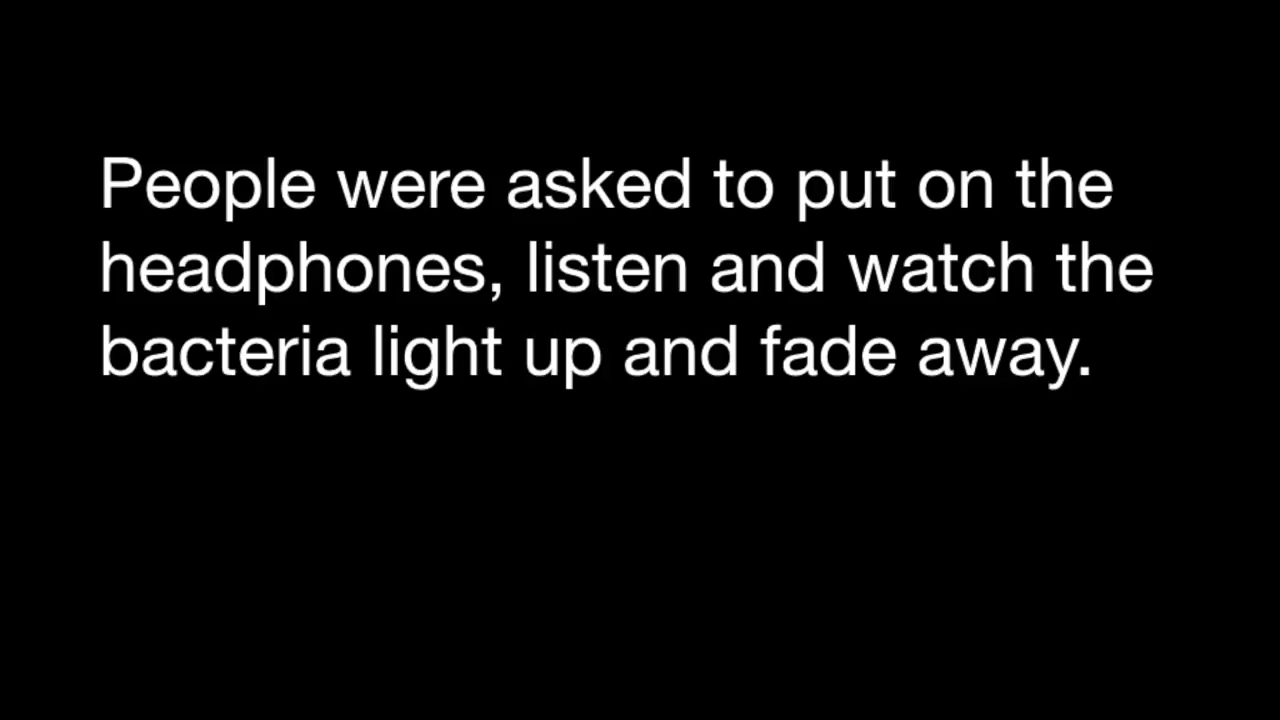 People were asked to put on the
headphones, listen and watch the
bacteria light up and fade away.